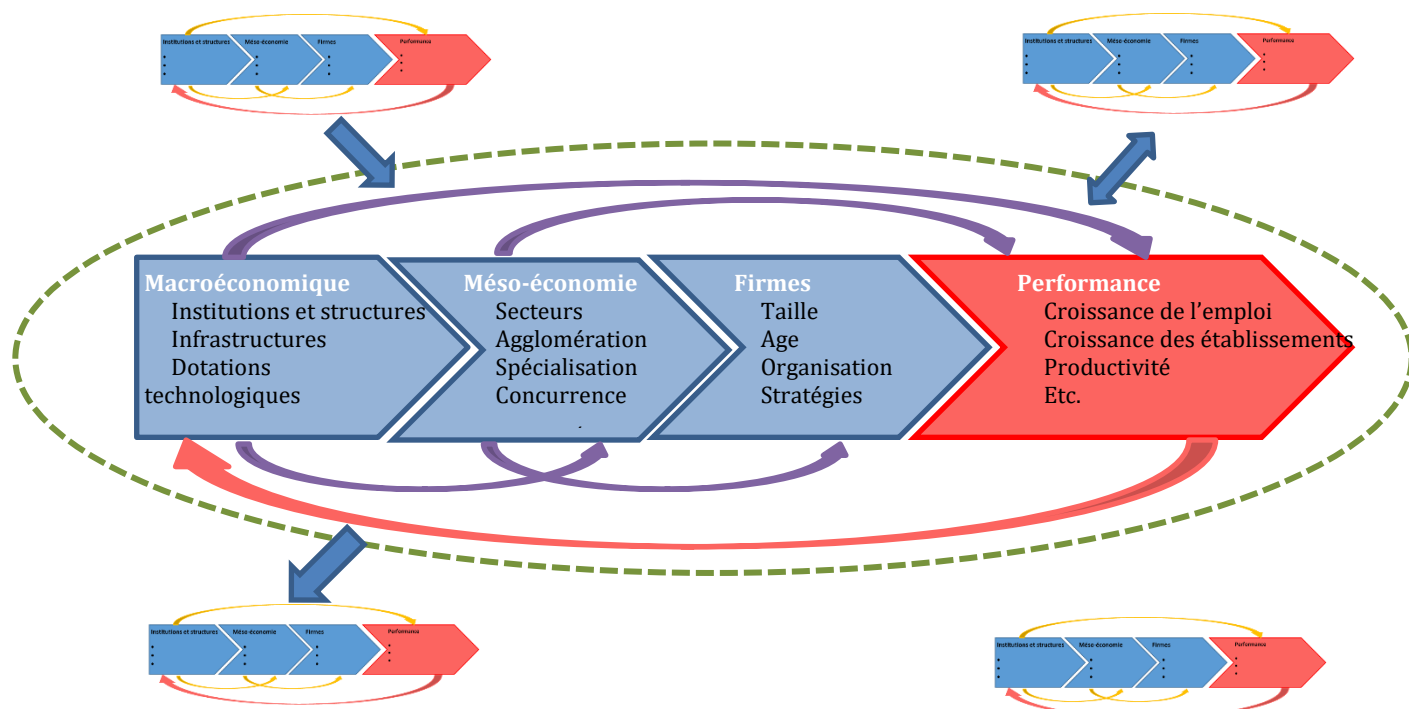 Institutions et structures Méso-économie Firmes Performance
Institutions et structures Méso-économie Firmes Performance
Macroéconomique
Institutions et structures
Infrastructures
Dotations
technologiques
Méso-économie
Secteurs
Agglomération
Spécialisation
Concurrence
.
Firmes
Taille
Age
Organisation
Stratégies
Performance
Croissance de l’emploi
Croissance des établissements
Productivité
Etc.
Institutions et structures Méso-économie Firmes Performance
Institutions et structures Méso-économie Firmes Performance